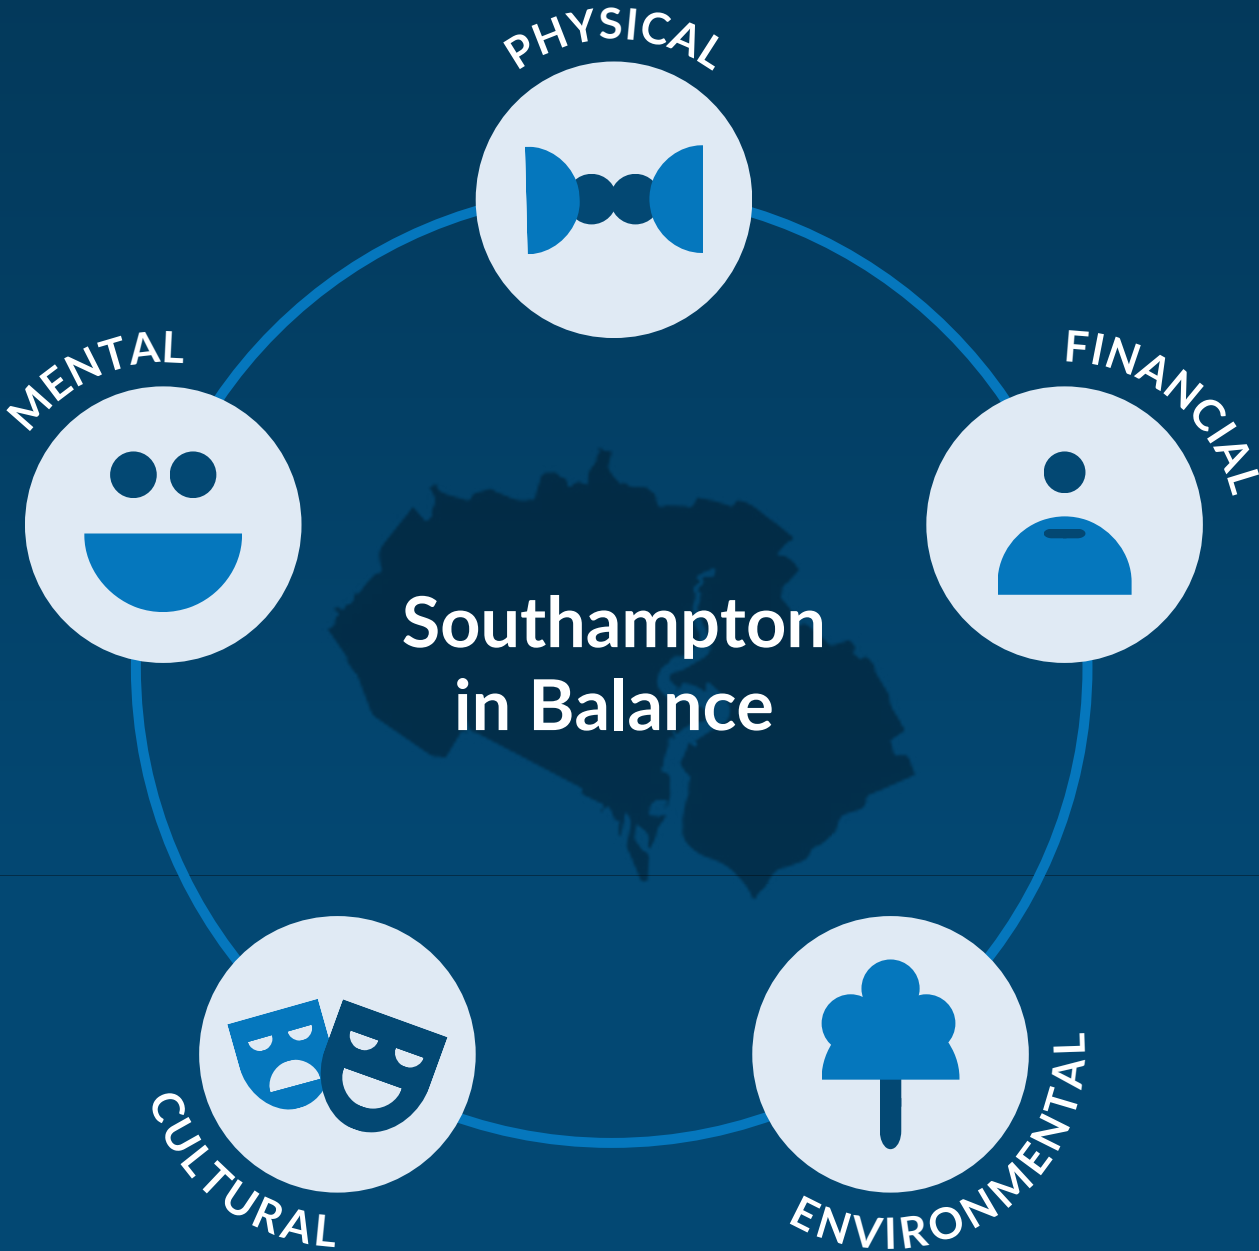 PHYSICAL
MENTAL
FINANCIAL
Southampton
in Balance
CULTURAL
ENVIRONMENTAL